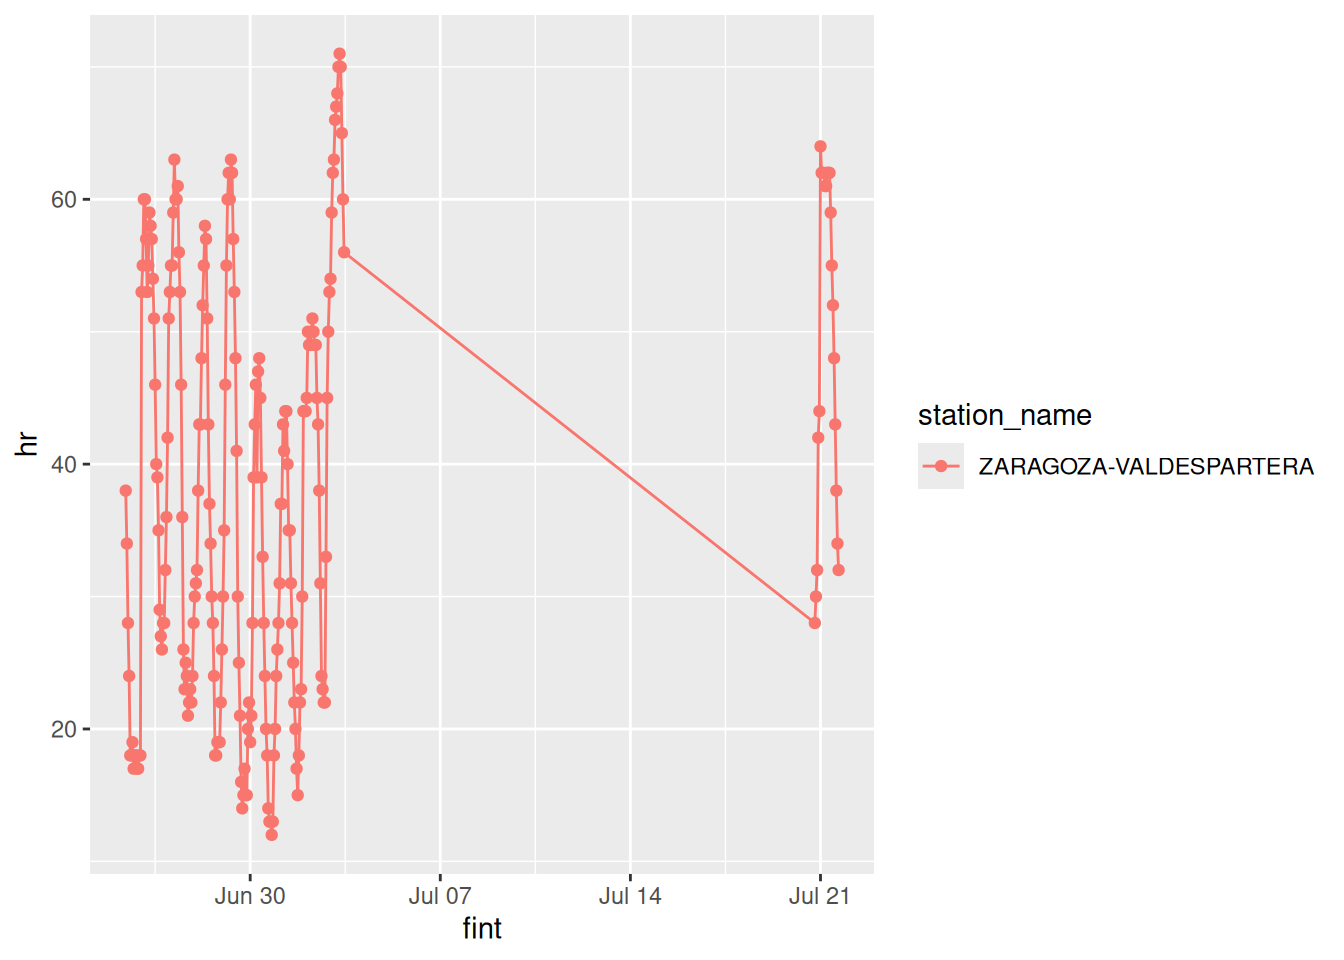 60
40
20
hr
Jun 30
Jul 07
Jul 14
Jul 21
fint
station_name
ZARAGOZA-VALDESPARTERA